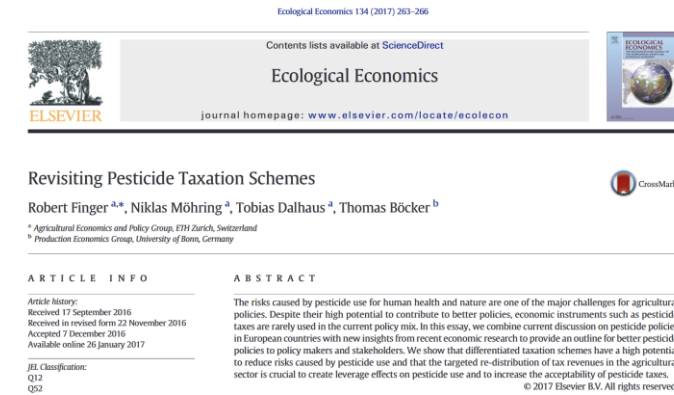 Ecological Economics 134 (2017) 263–266
Contents lists available at ScienceDirect
Ecological Economics
journal homepage: www.elsevier.com/locate/ecolecon
ELSEVIER
ECOLOGICAL
ECONOMICS
Revisiting Pesticide Taxation Schemes
CrossMark
Robert Finger a,*, Niklas Möhring a, Tobias Dalhaus a, Thomas Böcker b
a Agricultural Economics and Policy Group, ETH Zurich, Switzerland
b Production Economics Group, University of Bonn, Germany
ARTICLE INFO
Article history:
Received 17 September 2016
Received in revised form 22 November 2016
Accepted 7 December 2016
Available online 26 January 2017
JEL Classification:
Q12
Q52
ABSTRACT
The risks caused by pesticide use for human health and nature are one of the major challenges for agricultura
policies. Despite their high potential to contribute to better policies, economic instruments such as pesticid
taxes are rarely used in the current policy mix. In this essay, we combine current discussion on pesticide policie
in European countries with new insights from recent economic research to provide an outline for better pesticid
policies to policy makers and stakeholders. We show that differentiated taxation schemes have a high potentia
to reduce risks caused by pesticide use and that the targeted re-distribution of tax revenues in the agricultura
sector is crucial to create leverage effects on pesticide use and to increase the acceptability of pesticide taxes.
© 2017 Elsevier B.V. All rights reserved